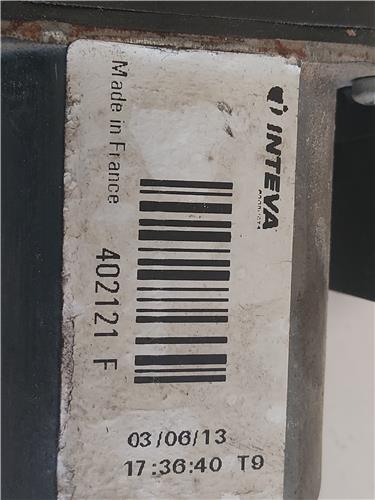 INTEVA
Made in France
402121 F
03/06/13
17:36:40 T9